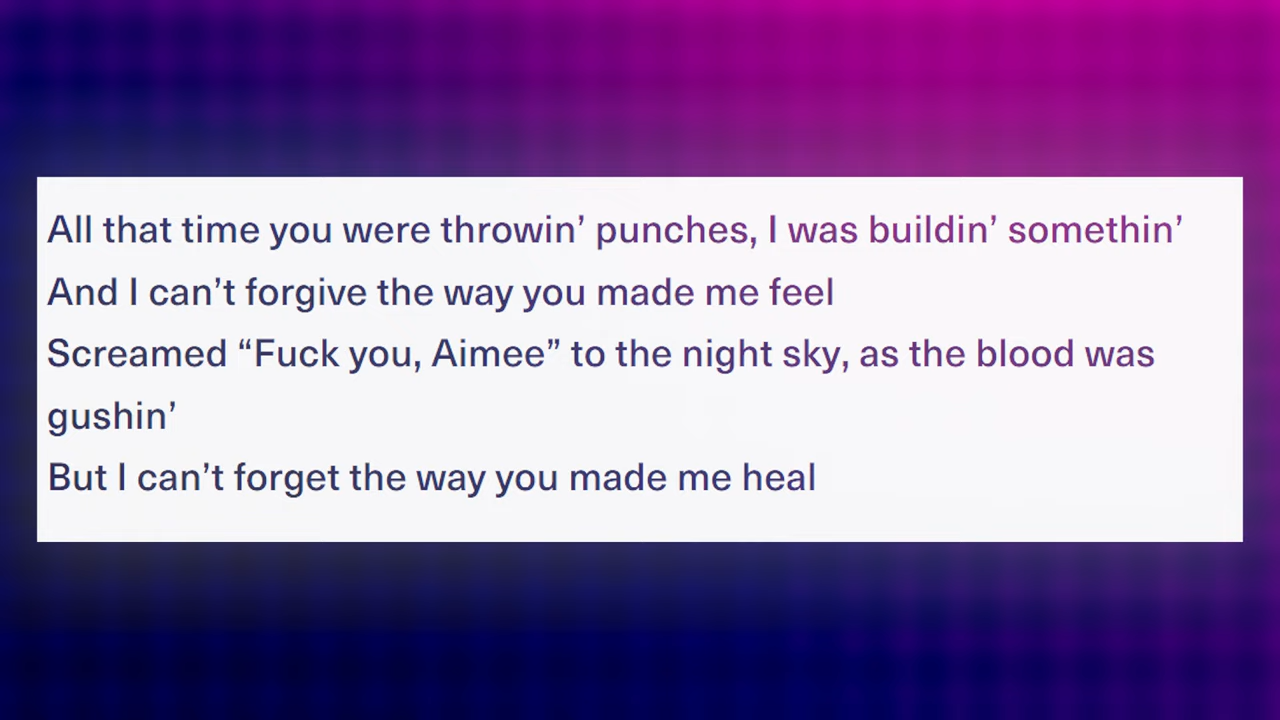 All that time you were throwin’ punches, I was buildin’ somethin’
And I can’t forgive the way you made me feel
Screamed “Fuck you, Aimee” to the night sky, as the blood was
gushin’
But I can’t forget the way you made me heal